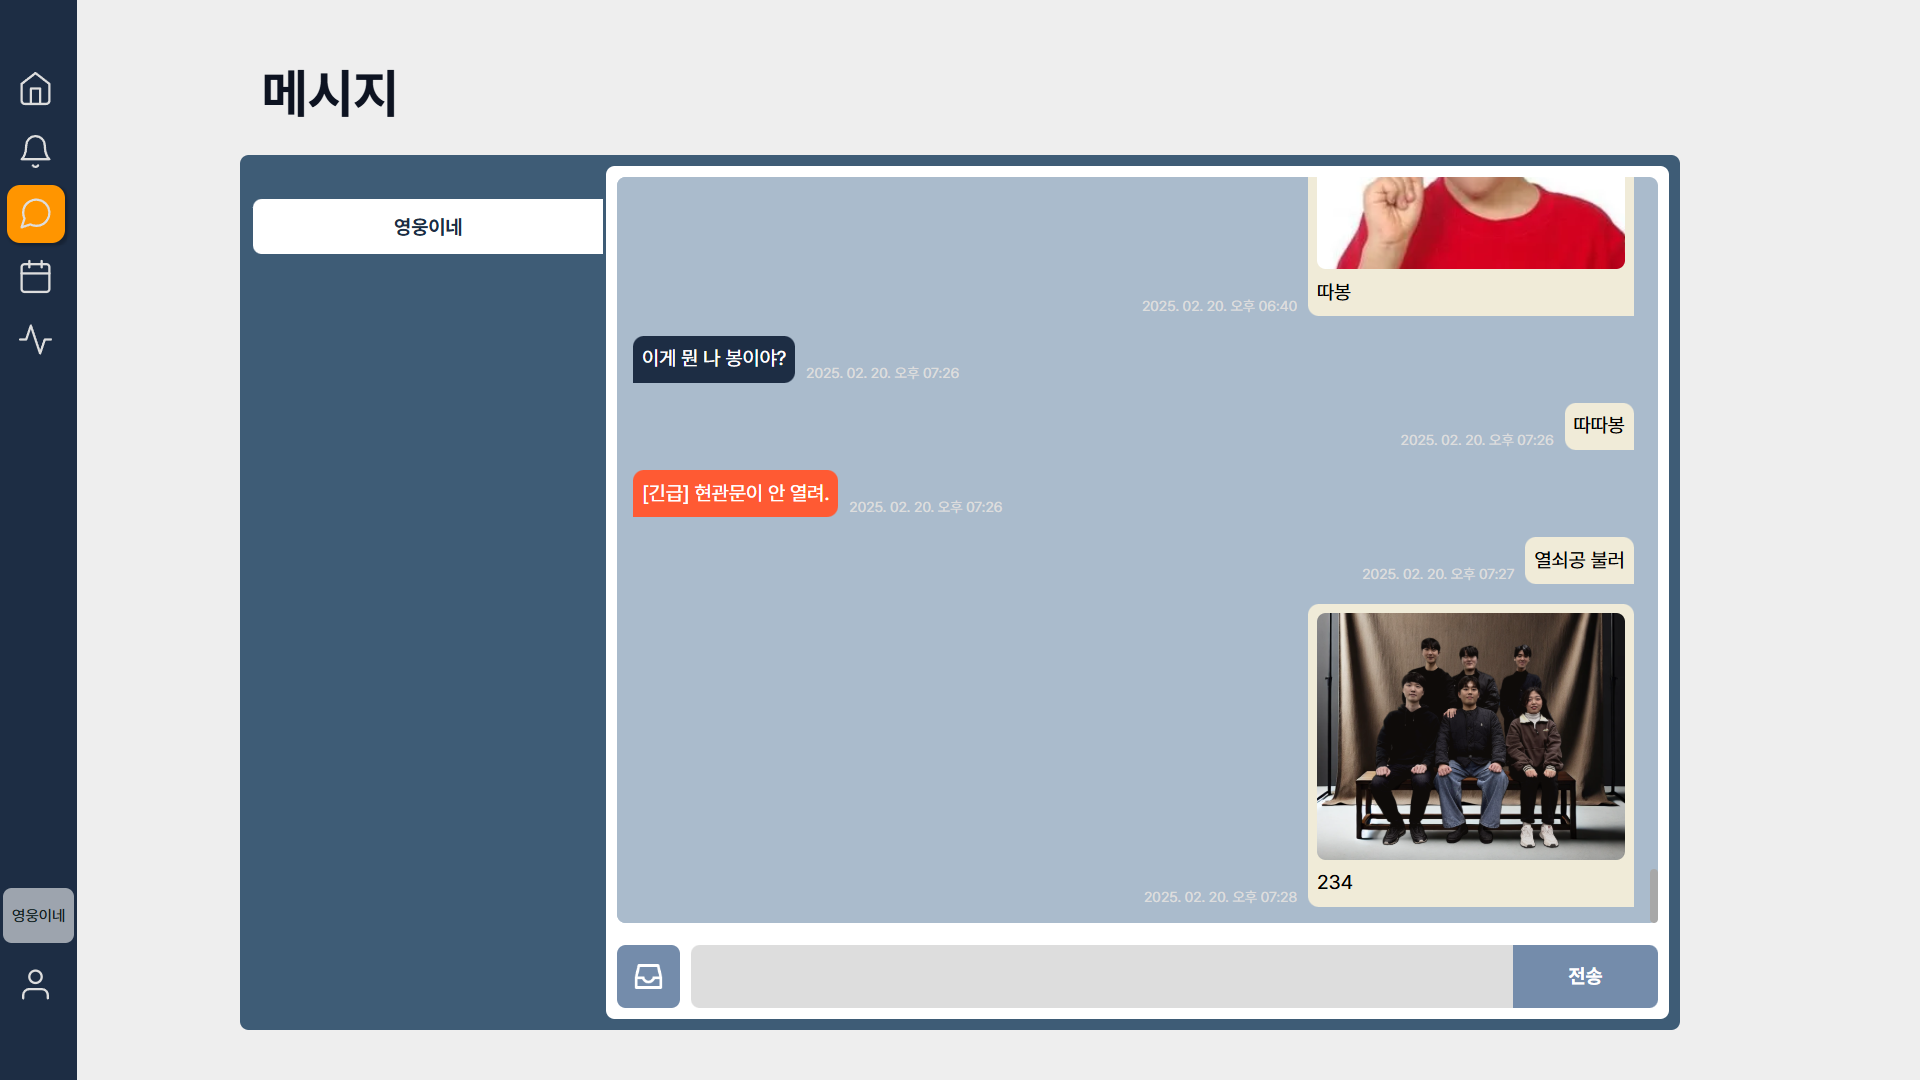 메시지
영웅이네
따봉
2025. 02. 20. 오후 06:40
이게 뭔 나 봉이야?
2025. 02. 20. 오후 07:26
따따봉
2025. 02. 20. 오후 07:26
[긴급] 현관문이 안 열려.
2025. 02. 20. 오후 07:26
열쇠공 불러
2025. 02. 20. 오후 07:27
234
2025. 02. 20. 오후 07:28
전송
영웅이네